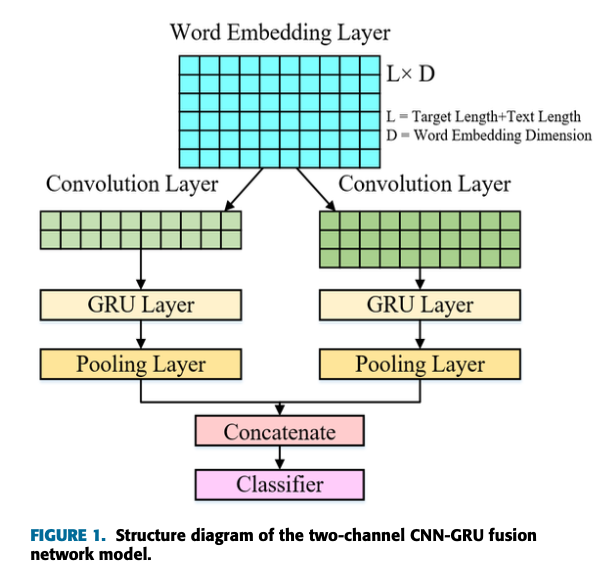 Word Embedding Layer
L× D
L = Target Length+Text Length
D = Word Embedding Dimension
Convolution Layer
Convolution Layer
GRU Layer
GRU Layer
Pooling Layer
Pooling Layer
Concatenate
Classifier
FIGURE 1. Structure diagram of the two-channel CNN-GRU fusion
network model.